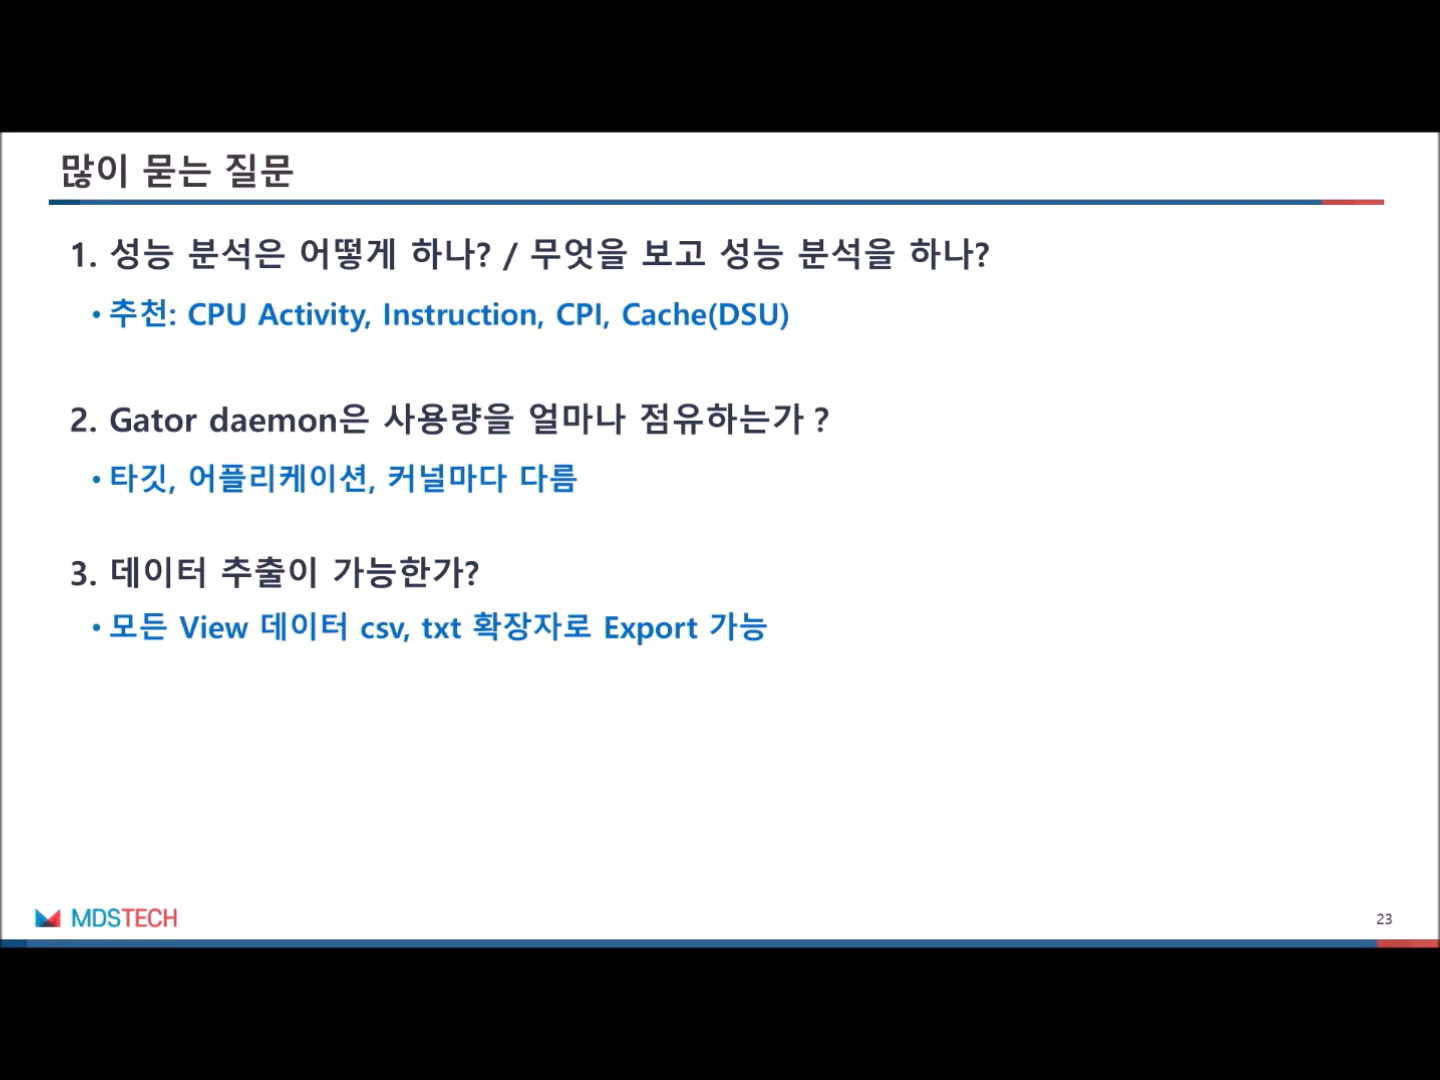 많이 묻는 질문
1. 성능 분석은 어떻게 하나? / 무엇을 보고 성능 분석을 하나?
• 추천: CPU Activity, Instruction, CPI, Cache(DSU)
2. Gator daemon은 사용량을 얼마나 점유하는가 ?
• 타깃, 어플리케이션, 커널마다 다름
3. 데이터 추출이 가능한가?
• 모든 View 데이터 csv, txt 확장자로 Export 가능
MDSTECH
23